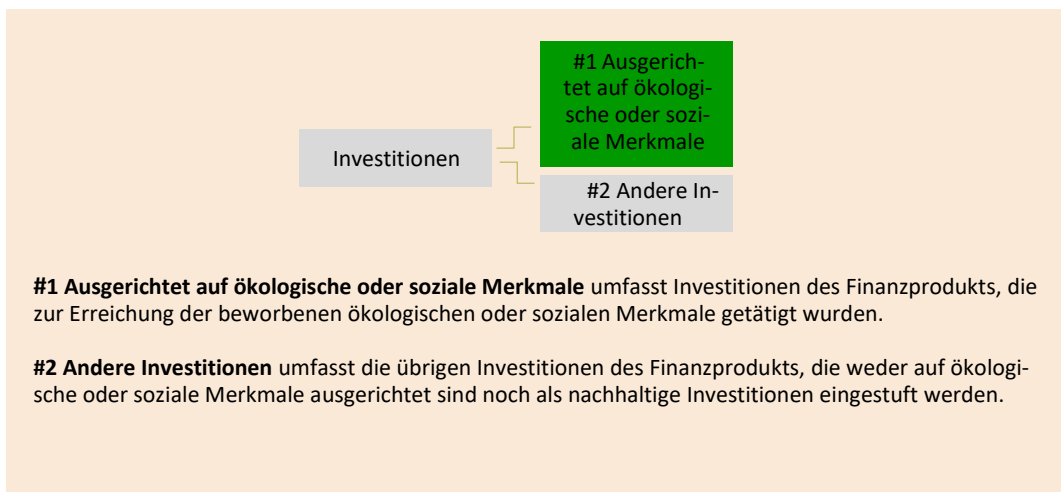 #1 Ausgerich-
tet auf ökologi-
sche oder sozi-
ale Merkmale
Investitionen
#2 Andere In-
vestitionen
#1 Ausgerichtet auf ökologische oder soziale Merkmale umfasst Investitionen des Finanzprodukts, die
zur Erreichung der beworbenen ökologischen oder sozialen Merkmale getätigt wurden.
#2 Andere Investitionen umfasst die übrigen Investitionen des Finanzprodukts, die weder auf ökologi-
sche oder soziale Merkmale ausgerichtet sind noch als nachhaltige Investitionen eingestuft werden.